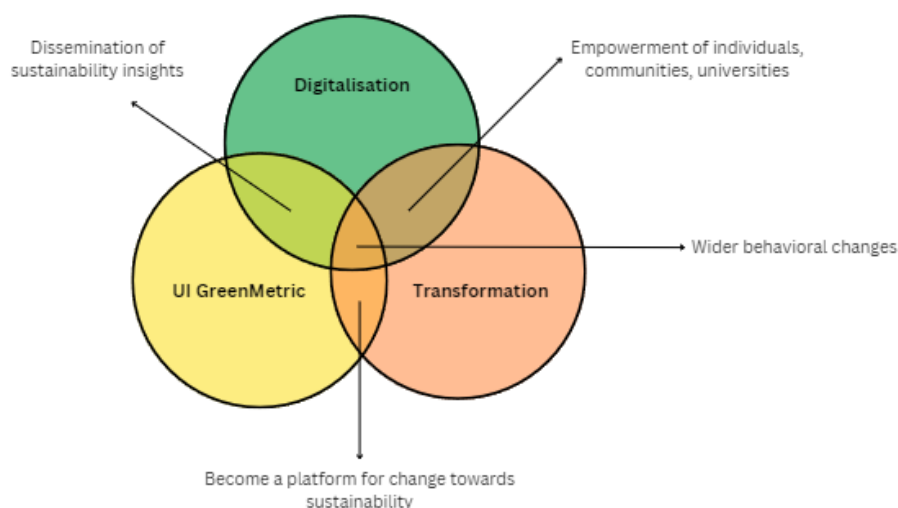 Dissemination of
sustainability insights
Empowerment of individuals,
communities, universities
Digitalisation
Wider behavioral changes
UI GreenMetric
Transformation
Become a platform for change towards
sustainability